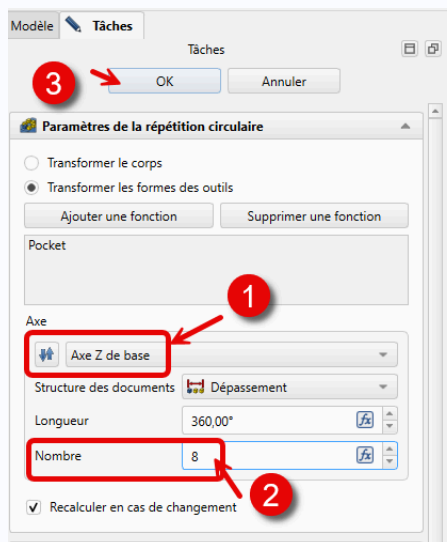 Modèle Tâches
Tâches
3
OK Annuler
Paramètres de la répétition circulaire
Transformer le corps
Transformer les formes des outils
Ajouter une fonction Supprimer une fonction
Pocket
1
Axe
Axe Z de base
Structure des documents Dépassement
Longueur 360,00° fx
Nombre 8 fx
2
Recalculer en cas de changement